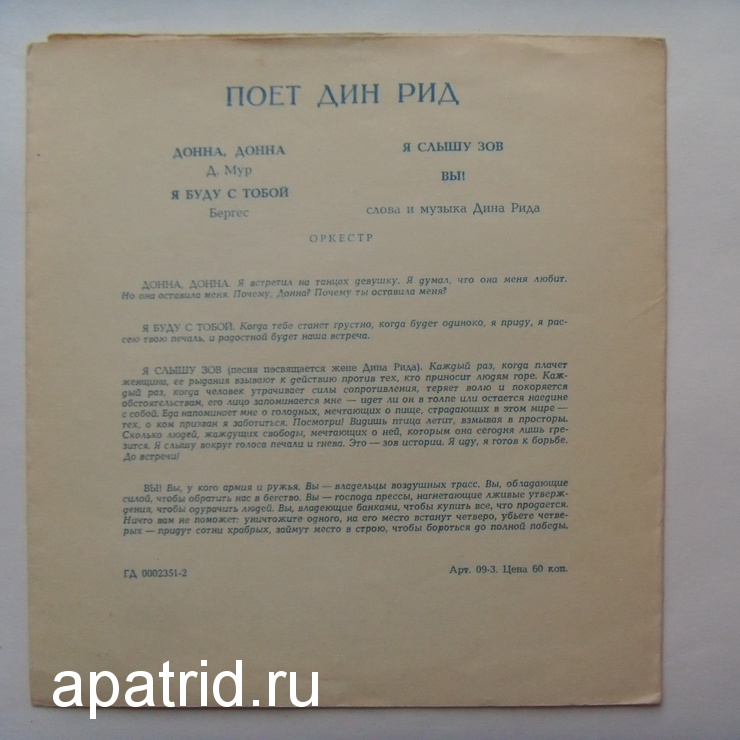 ПОЕТ ДИН РИД
ДОННА, ДОННА
Д. Мур
Я БУДУ С ТОБОЙ
Бергес
Я СЛЫШУ ЗОВ
ВЫ!
слова и музыка Дина Рида
ОРКЕСТР
ДОННА, ДОННА. Я встретил на танцах девушку. Я думал, что она меня любит.
Но она оставила меня. Почему, Донна? Почему ты оставила меня?
Я БУДУ С ТОБОЙ. Когда тебе станет грустно, когда будет одиноко, я приду, я рас-
сею твою печаль, и радостной будет наша встреча.
Я СЛЫШУ ЗОВ (песня посвящается жене Дина Рида). Каждый раз, когда плачет
женщина, ее рыдания взывают к действию против тех, кто приносит людям горе. Каж-
дый раз, когда человек утрачивает силы сопротивления, теряет волю и покоряется
обстоятельствам, его лицо запоминается мне — идет ли он в толпе или остается наедине
с собой. Еда напоминает мне о голодных, мечтающих о пище, страдающих в этом мире —
тех, о ком призван я заботиться. Посмотри! Видишь птица летит, взмывая в просторы.
Сколько людей, жаждущих свободы, мечтающих о ней, которым она сегодня лишь гре-
зится. Я слышу вокруг голоса печали и гнева. Это — зов истории. Я иду, я готов к борьбе.
До встречи!
ВЫ! Вы, у кого армия и ружья. Вы — владельцы воздушных трасс. Вы, обладающие
силой, чтобы обратить нас в бегство. Вы — господа прессы, нагнетающие лживые утверж-
дения, чтобы одурачить людей. Вы, владеющие банками, чтобы купить все, что продается.
Ничто вам не поможет: уничтожите одного, на его место встанут четверо, убьете четве-
рых — придут сотни храбрых, займут место в строю, чтобы бороться до полной победы.
ГД 0002351-2
Арт. 09-3. Цена 60 коп.
apatrid.ru